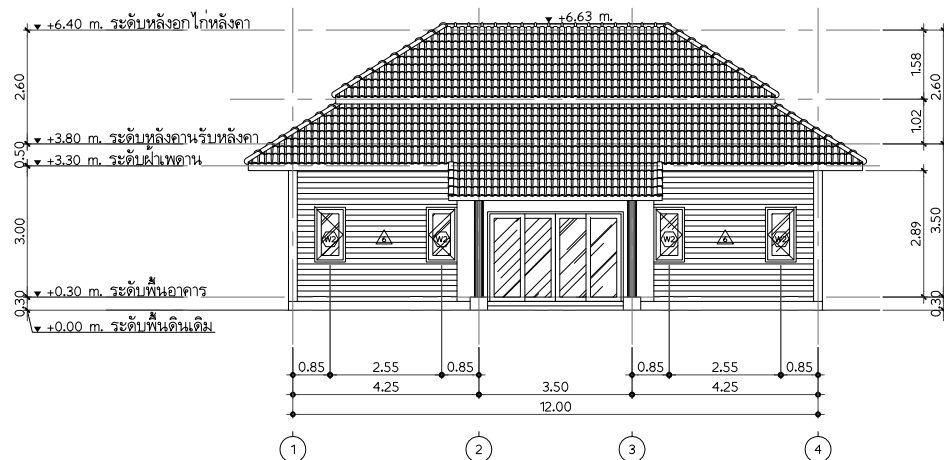 +6.40 m. ระดับหลังอกไก่หลังคา
+6.63 m.
2.60
1.58
2.60
1.02
+3.80 m. ระดับหลังคานรับหลังคา
0.50
+3.30 m. ระดับฝ้าเพดาน
3.00
2.89
3.50
W2
6
W2
W2
6
W2
+0.30 m. ระดับพื้นอาคาร
0.30
0.30
+0.00 m. ระดับพื้นดินเดิม
0.85 2.55 0.85 0.85 2.55 0.85
4.25 3.50 4.25
12.00
1 2 3 4